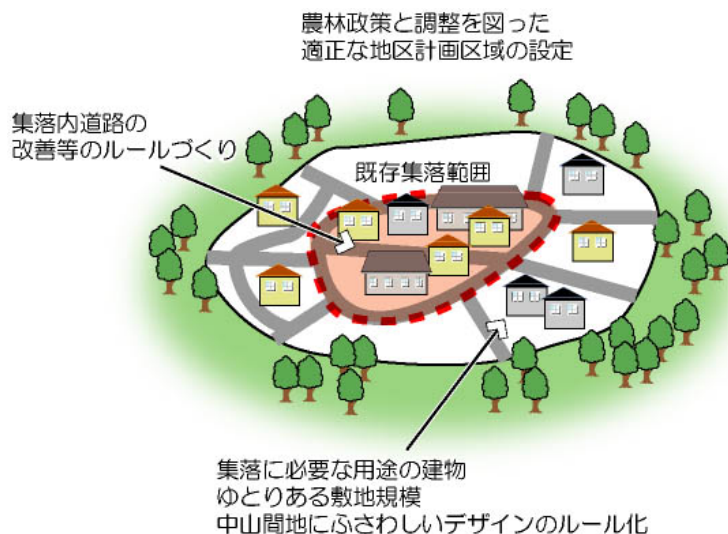 農林政策と調整を図った
適正な地区計画区域の設定
集落内道路の
改善等のルールづくり
既存集落範囲
集落に必要な用途の建物
ゆとりある敷地規模
中山間地にふさわしいデザインのルール化